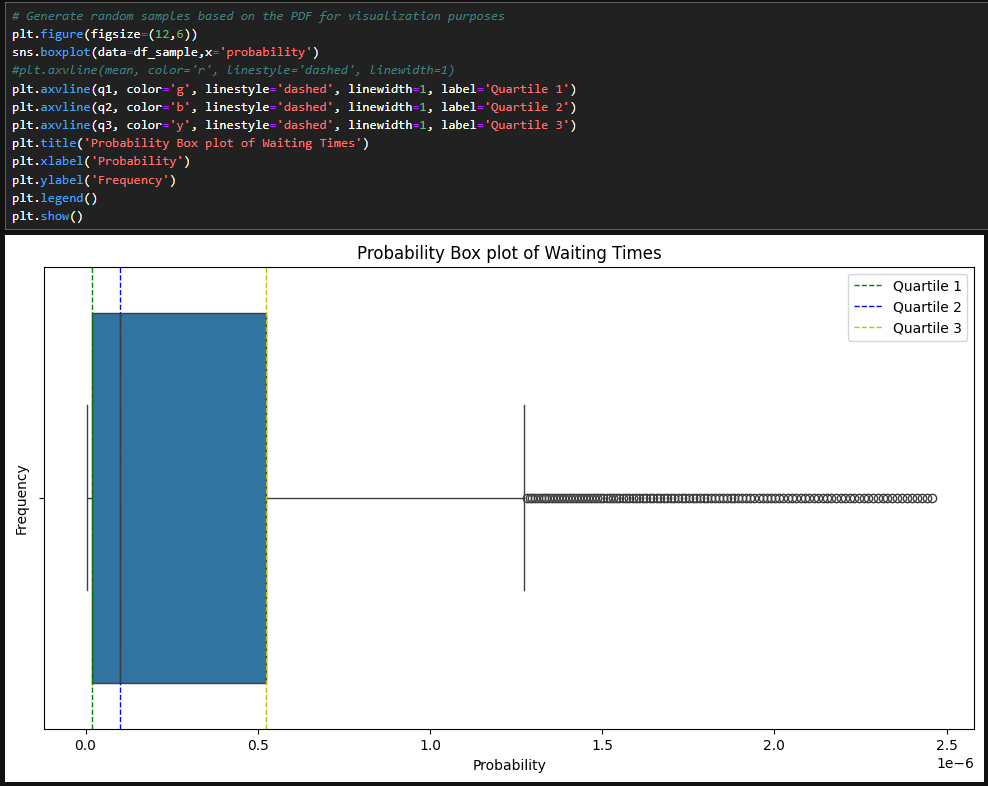 # Generate random samples based on the PDF for visualization purposes
plt.figure(figsize=(12,6))
sns.boxplot(data=df_sample,x='probability')
#plt.axvline(mean, color='r', linestyle='dashed', linewidth=1)
plt.axvline(q1, color='g', linestyle='dashed', linewidth=1, label='Quartile 1')
plt.axvline(q2, color='b', linestyle='dashed', linewidth=1, label='Quartile 2')
plt.axvline(q3, color='y', linestyle='dashed', linewidth=1, label='Quartile 3')
plt.title('Probability Box plot of Waiting Times')
plt.xlabel('Probability')
plt.ylabel('Frequency')
plt.legend()
plt.show()
Probability Box plot of Waiting Times
Quartile 1
Quartile 2
Quartile 3
Frequency
0.0 0.5 1.0 1.5 2.0 2.5
1e−6
Probability